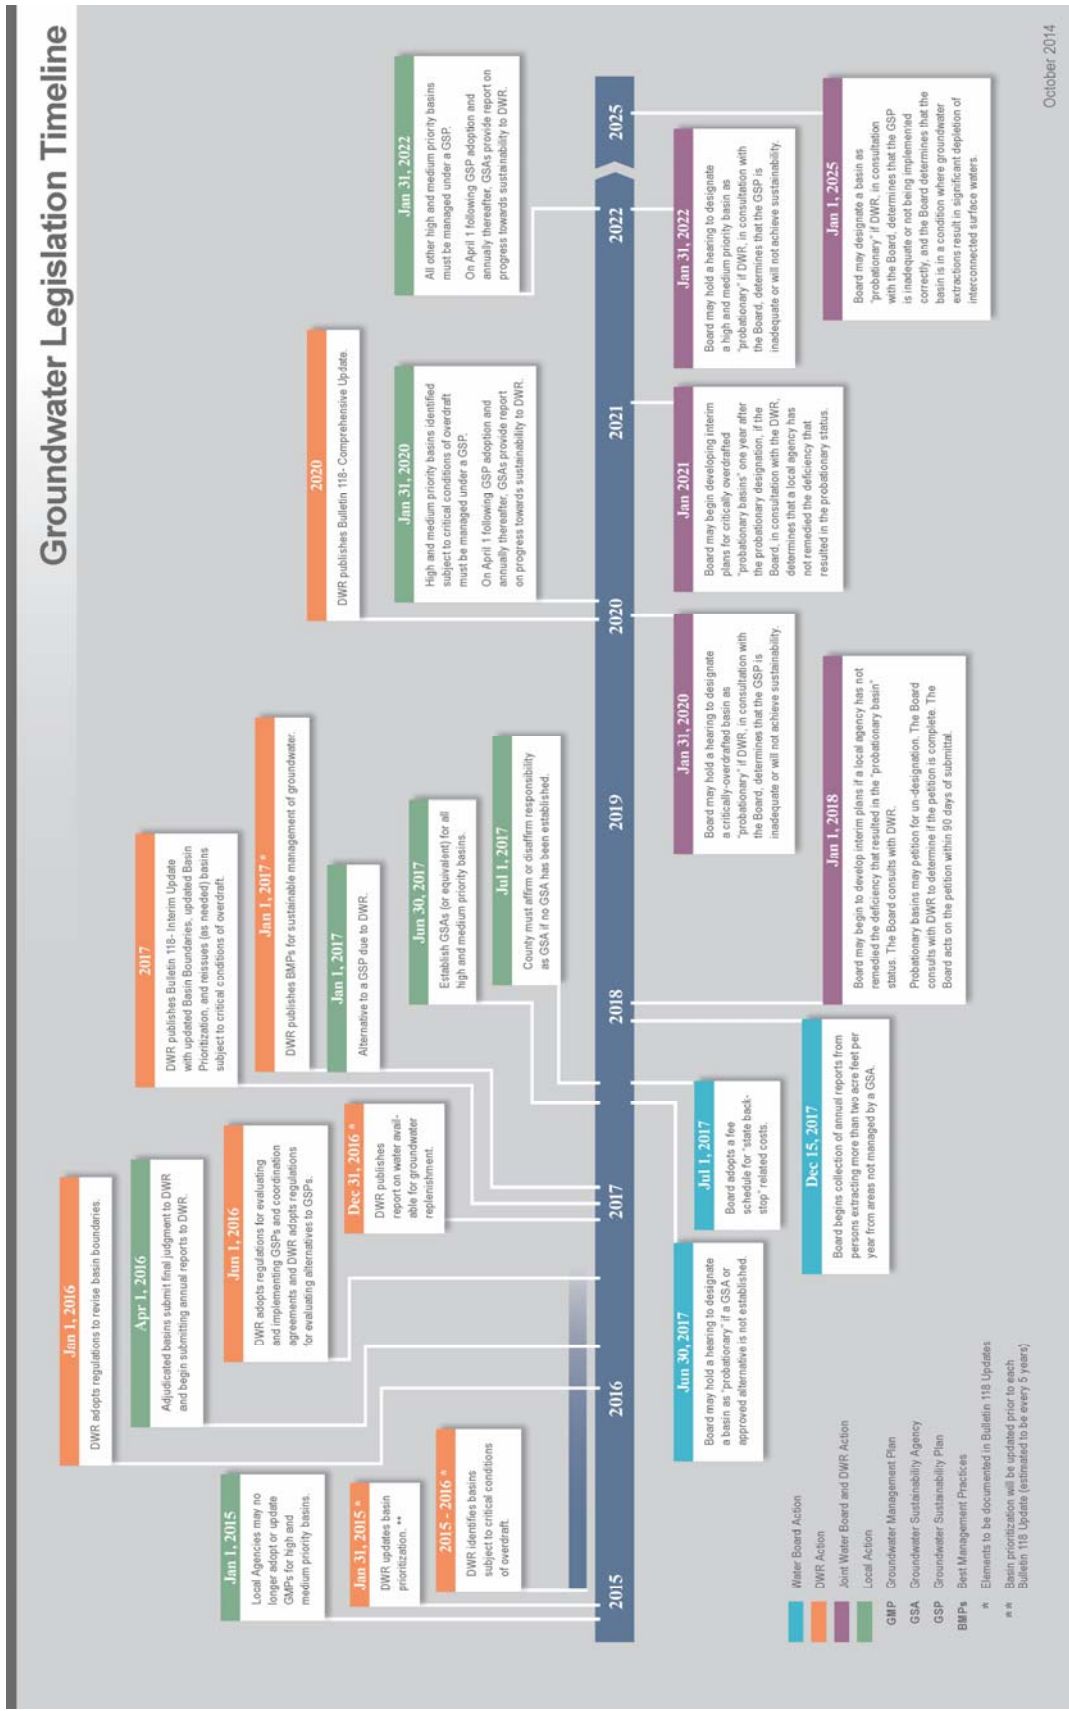 Groundwater Legislation Timeline
Jan 1, 2016
DWR adopts regulations to revise basin boundaries.
Apr 1, 2016
Adjudicated basins submit final judgment to DWR
and begin submitting annual reports to DWR.
Jun 1, 2016
DWR adopts regulations for evaluating
and implementing GSPs and coordination
agreements and DWR adopts regulations
for evaluating alternatives to GSPs.
Dec 31, 2016 *
DWR publishes
report on water avail-
able for groundwater
replenishment.
Jan 1, 2015
Local Agencies may no
longer adopt or update
GMPs for high and
medium priority basins.
Jan 31, 2015 *
DWR updates basin
prioritization. **
2015 - 2016 *
DWR identifies basins
subject to critical conditions
of overdraft.
2017
DWR publishes Bulletin 118- Interim Update
with updated Basin Boundaries, updated Basin
Prioritization, and reissues (as needed) basins
subject to critical conditions of overdraft.
Jan 1, 2017 *
DWR publishes BMPs for sustainable management of groundwater.
Jan 1, 2017
Alternative to a GSP due to DWR.
Jun 30, 2017
Establish GSAs (or equivalent) for all
high and medium priority basins.
Jul 1, 2017
County must affirm or disaffirm responsibility
as GSA if no GSA has been established.
2020
DWR publishes Bulletin 118- Comprehensive Update.
Jan 31, 2020
High and medium priority basins identified
subject to critical conditions of overdraft
must be managed under a GSP.
On April 1 following GSP adoption and
annually thereafter, GSAs provide report
on progress towards sustainability to DWR.
Jan 31, 2022
All other high and medium priority basins
must be managed under a GSP.
On April 1 following GSP adoption and
annually thereafter, GSAs provide report on
progress towards sustainability to DWR.
2015
2016
2017
2018
2019
2020
2021
2022
2025
Jun 30, 2017
Board may hold a hearing to designate
a basin as "probationary" if a GSA or
approved alternative is not established.
Jul 1, 2017
Board adopts a fee
schedule for "state back-
stop" related costs.
Dec 15, 2017
Board begins collection of annual reports from
persons extracting more than two acre feet per
year from areas not managed by a GSA.
Jan 31, 2020
Board may hold a hearing to designate
a critically-overdrafted basin as
"probationary" if DWR, in consultation with
the Board, determines that the GSP is
inadequate or will not achieve sustainability.
Jan 1, 2018
Board may begin to develop interim plans if a local agency has not
remedied the deficiency that resulted in the "probationary basin"
status. The Board consults with DWR.
Probationary basins may petition for un-designation. The Board
consults with DWR to determine if the petition is complete. The
Board acts on the petition within 90 days of submittal.
Jan 2021
Board may begin developing interim
plans for critically overdrafted
"probationary basins" one year after
the probationary designation, if the
Board, in consultation with the DWR,
determines that a local agency has
not remedied the deficiency that
resulted in the probationary status.
Jan 31, 2022
Board may hold a hearing to designate
a high and medium priority basin as
"probationary" if DWR, in consultation with
the Board, determines that the GSP is
inadequate or will not achieve sustainability.
Jan 1, 2025
Board may designate a basin as
"probationary" if DWR, in consultation
with the Board, determines that the GSP
is inadequate or not being implemented
correctly, and the Board determines that the
basin is in a condition where groundwater
extractions result in significant depletion of
interconnected surface waters.
Water Board Action
DWR Action
Joint Water Board and DWR Action
Local Action
GMP Groundwater Management Plan
GSA Groundwater Sustainability Agency
GSP Groundwater Sustainability Plan
BMPs Best Management Practices
* Elements to be documented in Bulletin 118 Updates
** Basin prioritization will be updated prior to each
Bulletin 118 Update (estimated to be every 5 years)
October 2014